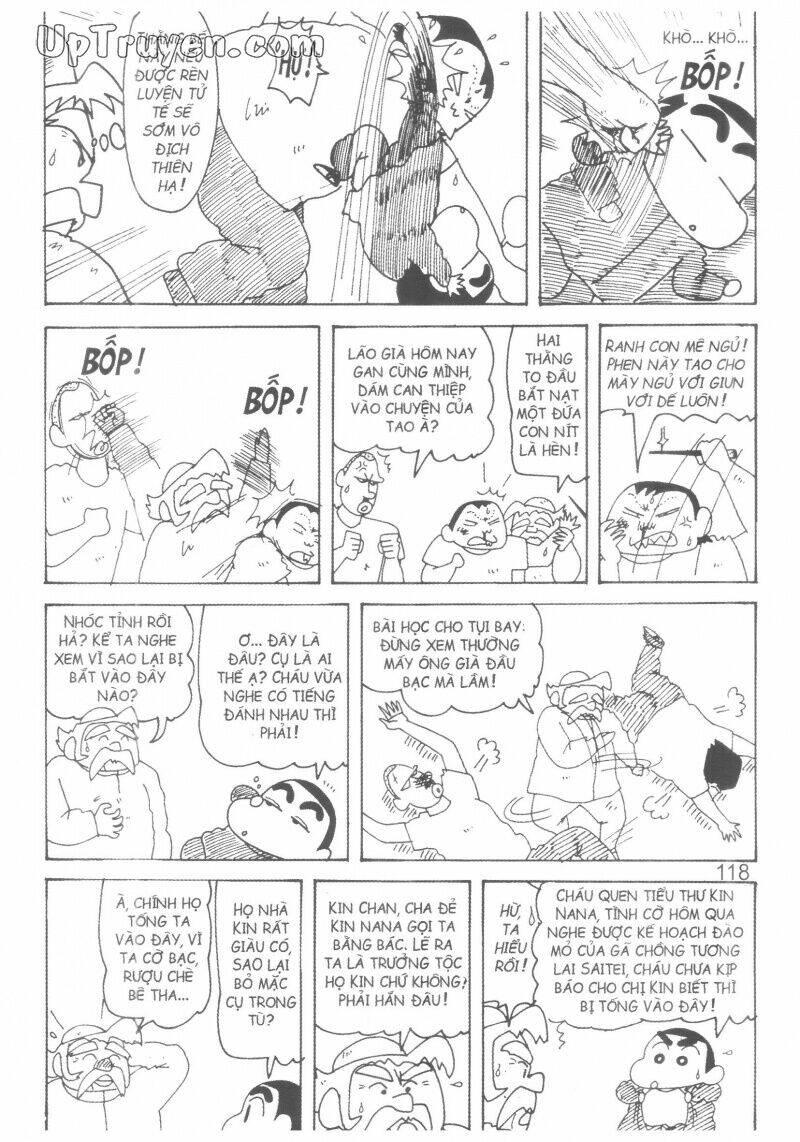 UpTruyen.com
KHÒ... KHÒ...
BỐP!
HỰ!
NÀY NẾU
ĐƯỢC RÈN
LUYỆN TỬ
TẾ SẼ
SỚM VÔ
ĐỊCH
THIÊN
HẠ!
RANH CON MÊ NGỦ!
PHEN NÀY TAO CHO
MÀY NGỦ VỚI GIUN
VỚI DẾ LUÔN!
HAI
THẰNG
TO ĐẦU
BẮT NẠT
MỘT ĐỨA
CON NÍT
LÀ HÈN!
LÃO GIÀ HÔM NAY
GAN CÙNG MÌNH,
DÁM CAN THIỆP
VÀO CHUYỆN CỦA
TAO À?
BỐP!
BỐP!
BÀI HỌC CHO TỤI BAY:
ĐỪNG XEM THƯỜNG
MẤY ÔNG GIÀ ĐẦU
BẠC MÀ LẦM!
Ơ... ĐÂY LÀ
ĐÂU? CỤ LÀ AI
THẾ Ạ? CHÁU VỪA
NGHE CÓ TIẾNG
ĐÁNH NHAU THÌ
PHẢI!
NHÓC TỈNH RỒI
HẢ? KỂ TA NGHE
XEM VÌ SAO LẠI BỊ
BẮT VÀO ĐÂY
NÀO?
118
CHÁU QUEN TIỂU THƯ KIN
NANA, TÌNH CỜ HÔM QUA
NGHE ĐƯỢC KẾ HOẠCH ĐÀO
MỎ CỦA GÃ CHỒNG TƯƠNG
LAI SAITEI, CHÁU CHƯA KỊP
BÁO CHO CHỊ KIN BIẾT THÌ
BỊ TỐNG VÀO ĐÂY!
HỪ,
TA
HIỂU
RỒI!
KIN CHAN, CHA ĐẺ
KIN NANA GỌI TA
BẰNG BÁC. LẼ RA
TA LÀ TRƯỞNG TỘC
HỌ KIN CHỨ KHÔNG
PHẢI HẮN ĐÂU!
HỌ NHÀ
KIN RẤT
GIÀU CÓ,
SAO LẠI
BỎ MẶC
CỤ TRONG
TÙ?
À, CHÍNH HỌ
TỐNG TA
VÀO ĐÂY, VÌ
TA CỜ BẠC,
RƯỢU CHÈ
BÊ THA...